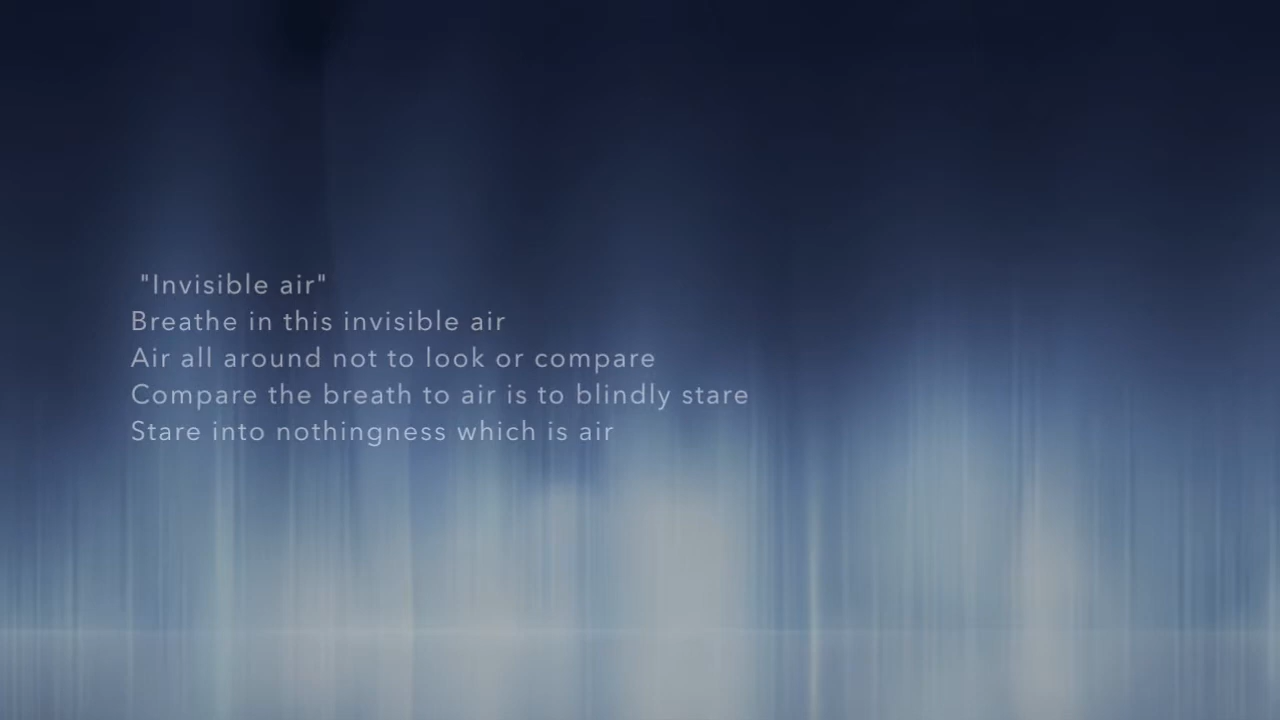 "Invisible air"
Breathe in this invisible air
Air all around not to look or compare
Compare the breath to air is to blindly stare
Stare into nothingness which is air